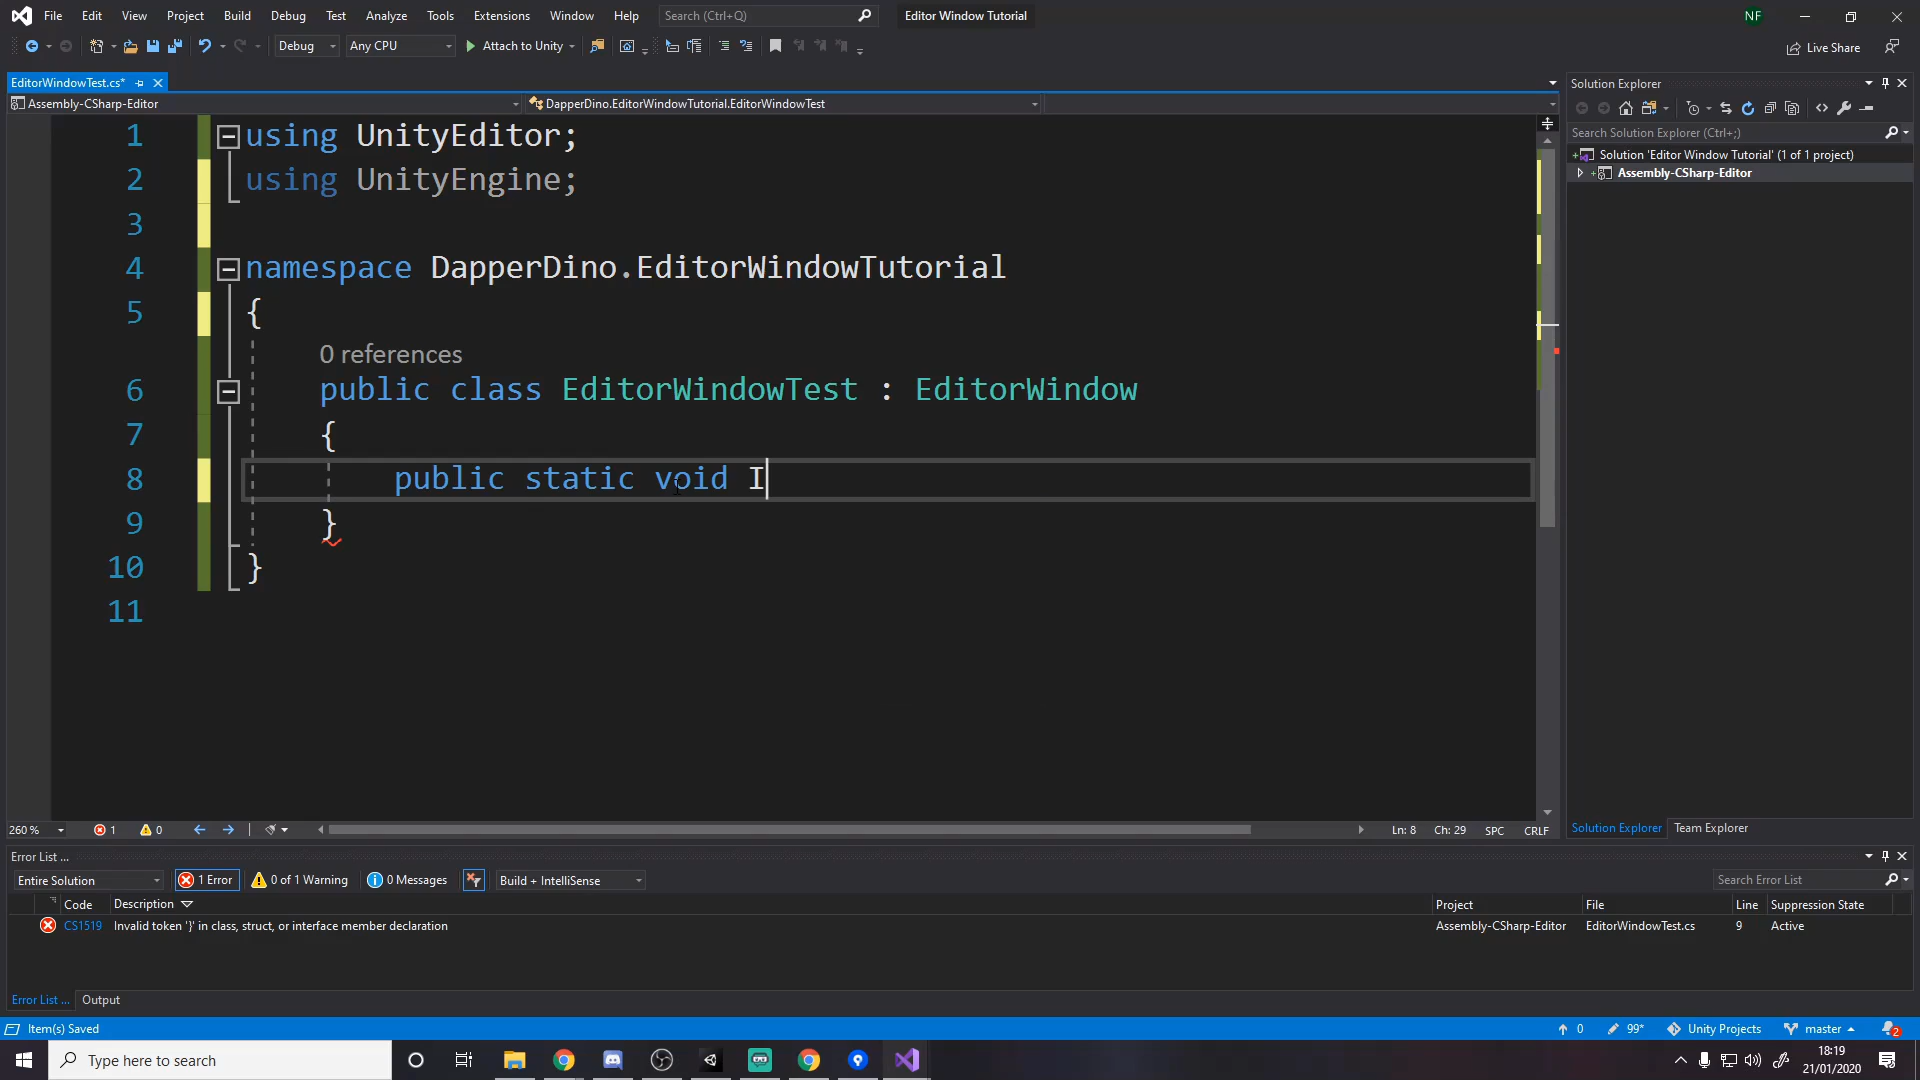 File Edit View Project Build Debug Test Analyze Tools Extensions Window Help Search (Ctrl+Q) Editor Window Tutorial NF
Debug Any CPU Attach to Unity Live Share
EditorWindowTest.cs*
Assembly-CSharp-Editor DapperDino.EditorWindowTutorial.EditorWindowTest
1 using UnityEditor;
2 using UnityEngine;
3
4 namespace DapperDino.EditorWindowTutorial
5 {
0 references
6 public class EditorWindowTest : EditorWindow
7 {
8 public static void I
9 }
10 }
11
Solution Explorer
Search Solution Explorer (Ctrl+;)
Solution 'Editor Window Tutorial' (1 of 1 project)
Assembly-CSharp-Editor
Solution Explorer Team Explorer
260 % 1 0 Ln: 8 Ch: 29 SPC CRLF
Error List ...
Entire Solution 1 Error 0 of 1 Warning 0 Messages Build + IntelliSense Search Error List
Code Description Project File Line Suppression State
CS1519 Invalid token '}' in class, struct, or interface member declaration Assembly-CSharp-Editor EditorWindowTest.cs 9 Active
Error List ... Output
Item(s) Saved 0 99* Unity Projects master 2
Type here to search
18:19
21/01/2020